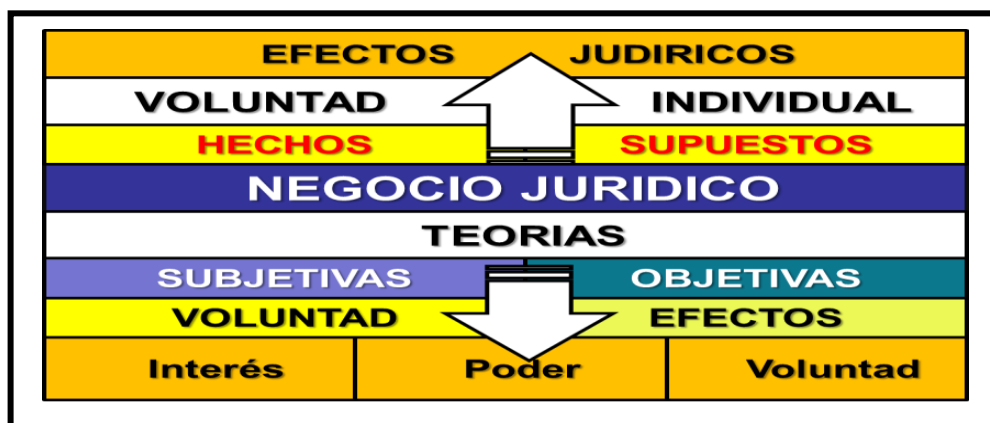 EFECTOS JUDIRICOS
VOLUNTAD INDIVIDUAL
HECHOS SUPUESTOS
NEGOCIO JURIDICO
TEORIAS
SUBJETIVAS OBJETIVAS
VOLUNTAD EFECTOS
Interés Poder Voluntad